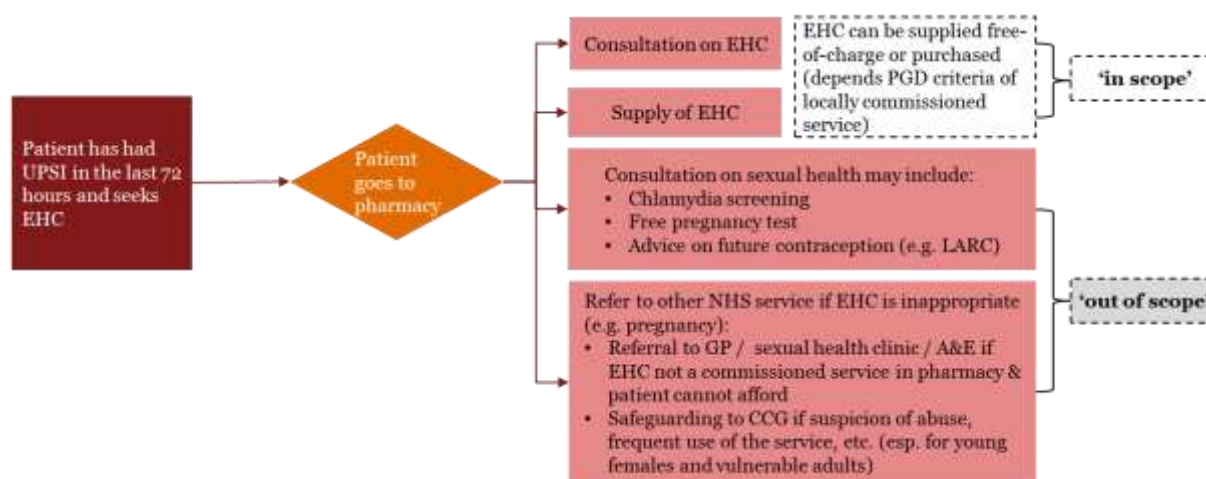 Patient has had
UPSI in the last 72
hours and seeks
EHC
Patient
goes to
pharmacy
Consultation on EHC
Supply of EHC
EHC can be supplied free-
of-charge or purchased
(depends PGD criteria of
locally commissioned
service)
'in scope'
Consultation on sexual health may include:
• Chlamydia screening
• Free pregnancy test
• Advice on future contraception (e.g. LARC)
Refer to other NHS service if EHC is inappropriate
(e.g. pregnancy):
• Referral to GP / sexual health clinic / A&E if
EHC not a commissioned service in pharmacy &
patient cannot afford
• Safeguarding to CCG if suspicion of abuse,
frequent use of the service, etc. (esp. for young
females and vulnerable adults)
'out of scope'